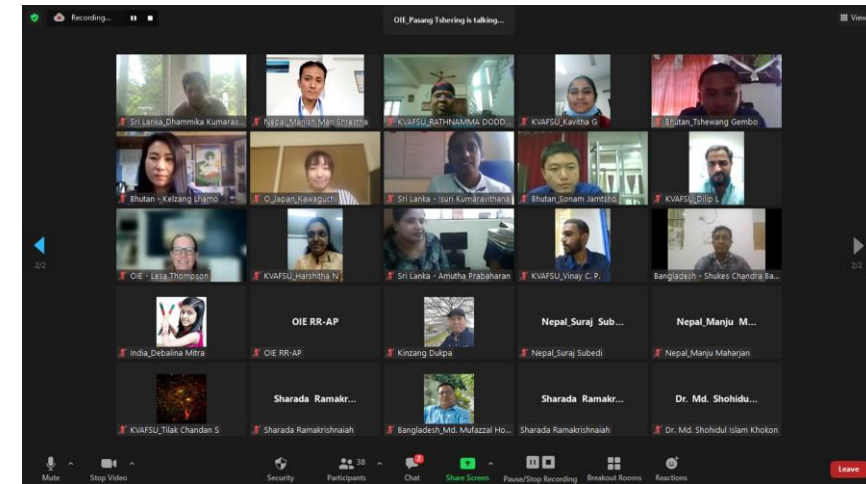 Recording...
OIE_Pasang Tshering is talking...
View
Sri Lanka_Dhammika Kumaras...
Nepal_Manish Man Shrestha
KVAFSU_RATHNAMMA DODD...
KVAFSU_Kavitha G
Bhutan_Tshewang Gembo
Bhutan - Kelzang Lhamo
O_Japan_Kawaguchi
Sri Lanka - Isuri Kumaravithana
Bhutan_Sonam Jamtsho
KVAFSU_Dilip L
2/2
2/2
OIE - Lesa Thompson
KVAFSU_Harshitha N
Sri Lanka - Amutha Prabaharan
KVAFSU_Vinay C. P.
Bangladesh - Shukes Chandra Ba...
OIE RR-AP
Nepal_Suraj Sub...
Nepal_Manju M...
India_Debalina Mitra
OIE RR-AP
Kinzang Dukpa
Nepal_Suraj Subedi
Nepal_Manju Maharjan
Sharada Ramakr...
Sharada Ramakr...
Dr. Md. Shohidu...
KVAFSU_Tilak Chandan S
Sharada Ramakrishnaiah
Bangladesh_Md. Mufazzal Ho...
Sharada Ramakrishnaiah
Dr. Md. Shohidul Islam Khokon
38
2
Mute
Stop Video
Security
Participants
Chat
Share Screen
Pause/Stop Recording
Breakout Rooms
Reactions
Leave